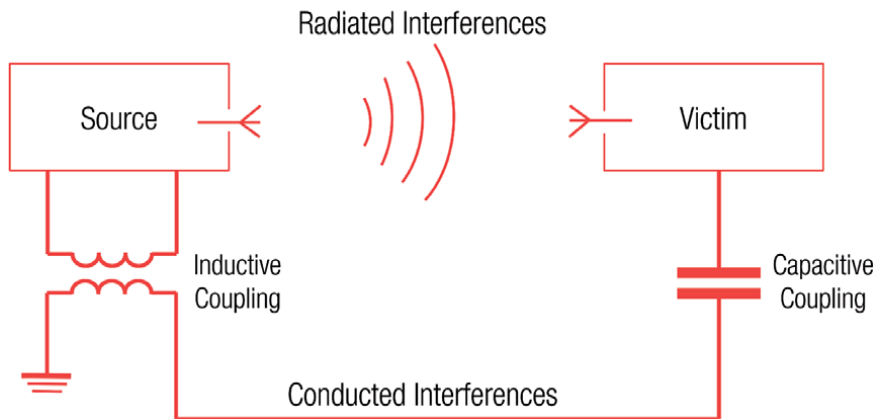 Radiated Interferences
Source
Victim
Inductive
Coupling
Capacitive
Coupling
Conducted Interferences